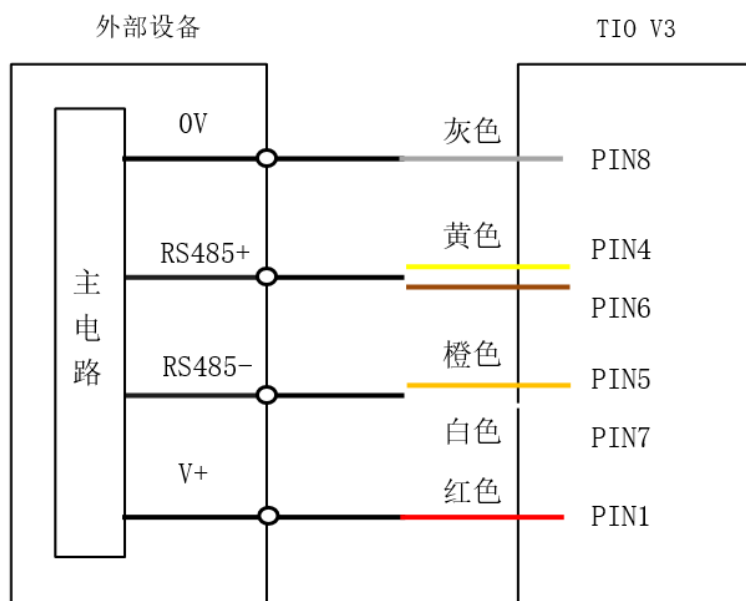 外部设备
TIO V3
0V
灰色
PIN8
RS485+
黄色
PIN4
PIN6
主电路
RS485-
橙色
PIN5
白色
PIN7
V+
红色
PIN1